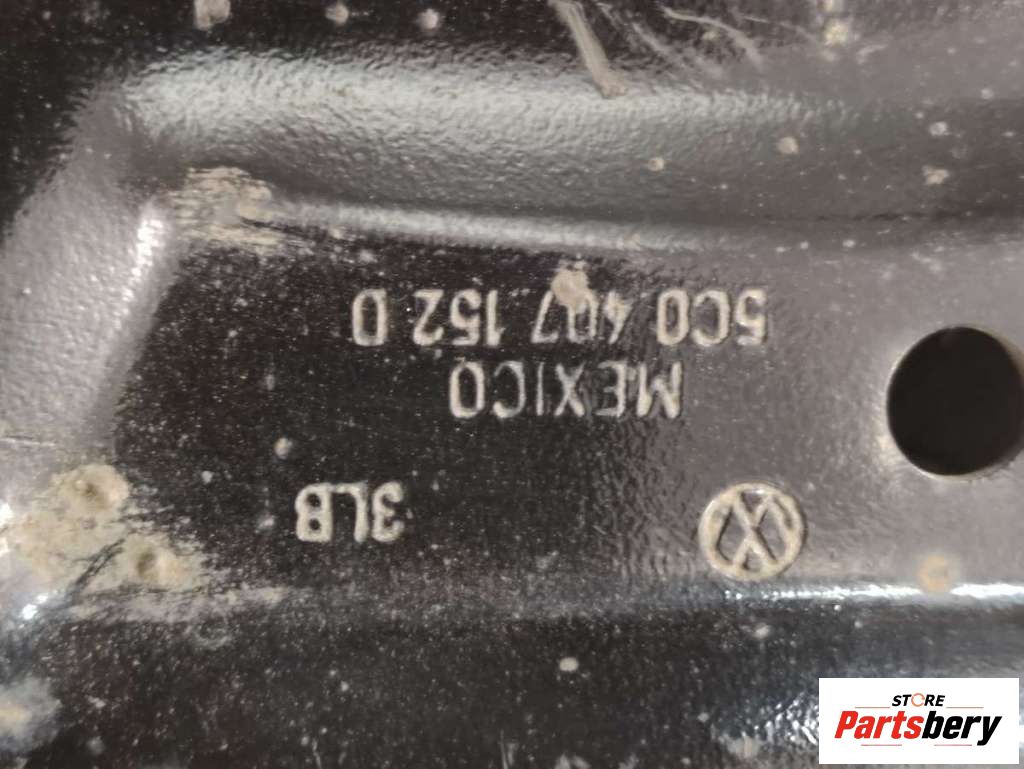 3LB
MEXICO
5C0 407 152 D
STORE
Partsbery